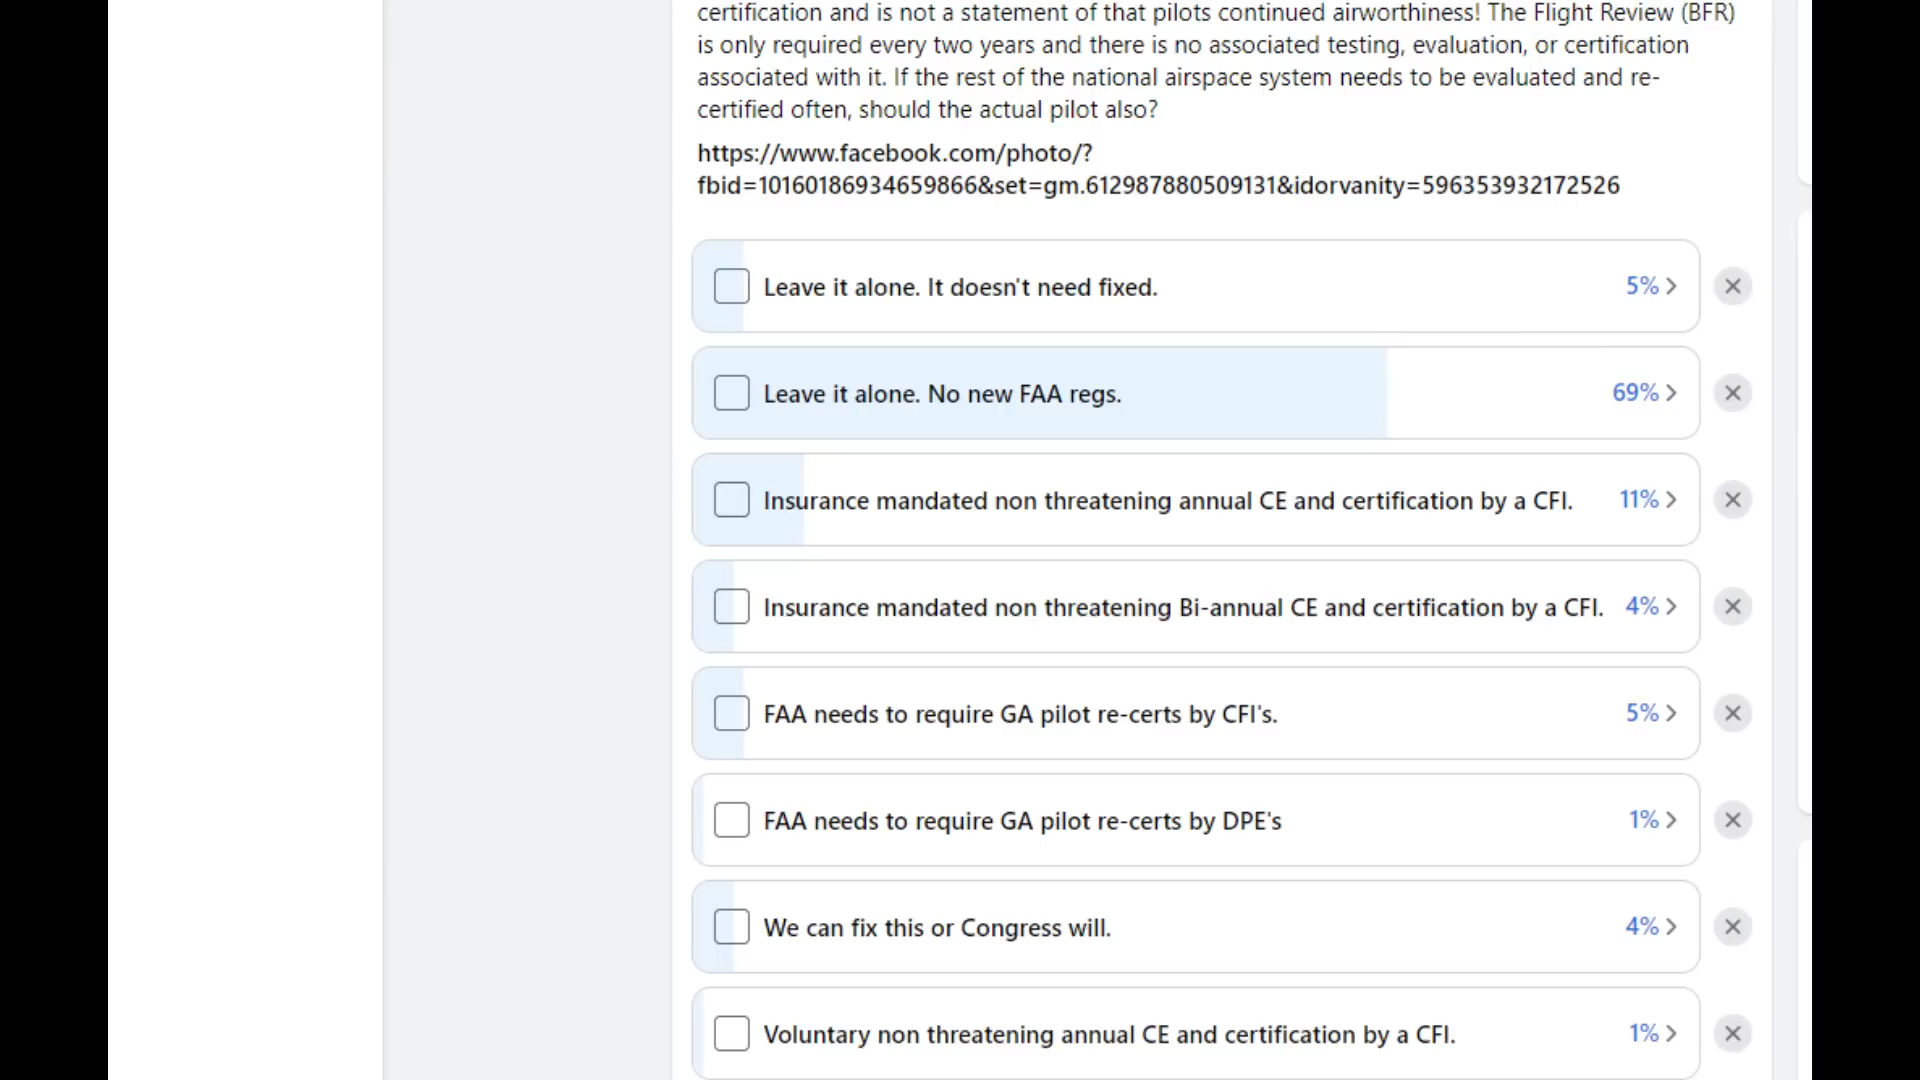 certification and is not a statement of that pilots continued airworthiness! The Flight Review (BFR)
is only required every two years and there is no associated testing, evaluation, or certification
associated with it. If the rest of the national airspace system needs to be evaluated and re-
certified often, should the actual pilot also?
https://www.facebook.com/photo/?
fbid=10160186934659866&set=gm.612987880509131&idorvanity=596353932172526
Leave it alone. It doesn't need fixed. 5%
Leave it alone. No new FAA regs. 69%
Insurance mandated non threatening annual CE and certification by a CFI. 11%
Insurance mandated non threatening Bi-annual CE and certification by a CFI. 4%
FAA needs to require GA pilot re-certs by CFI's. 5%
FAA needs to require GA pilot re-certs by DPE's 1%
We can fix this or Congress will. 4%
Voluntary non threatening annual CE and certification by a CFI. 1%